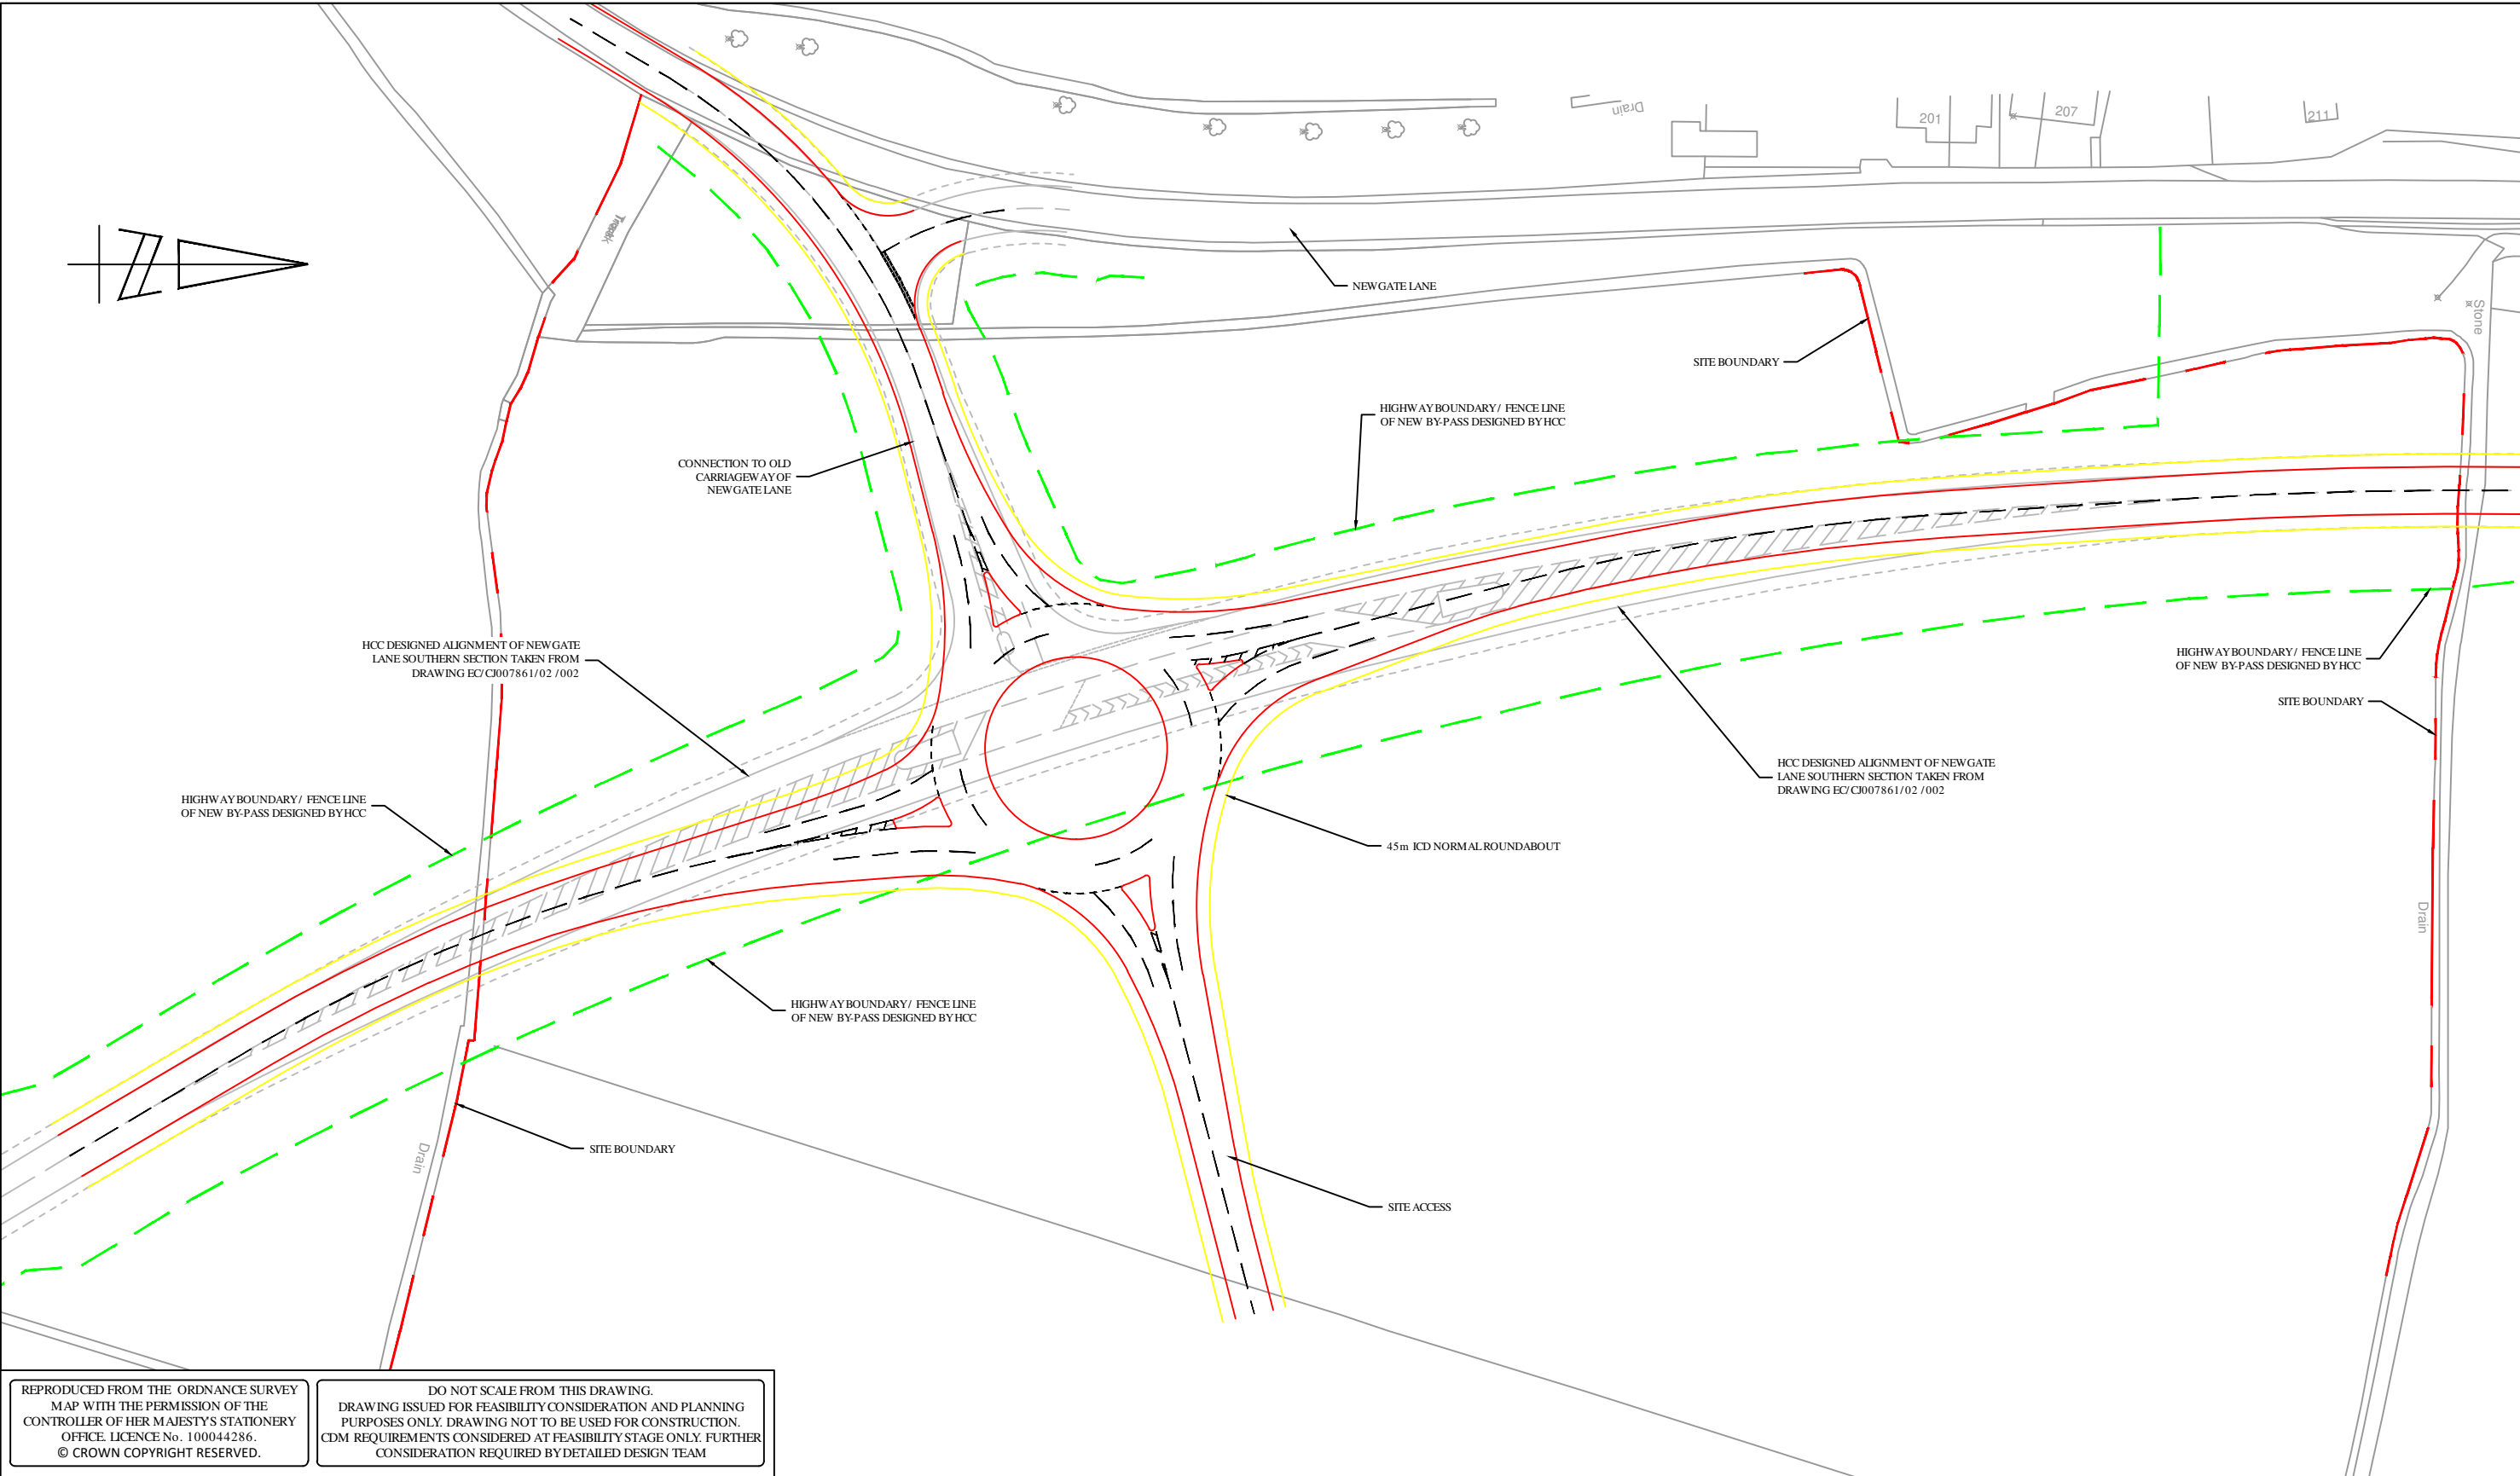 Drain
201
207
211
NEWGATE LANE
Stone
SITE BOUNDARY
HIGHWAY BOUNDARY / FENCE LINE
OF NEW BY-PASS DESIGNED BY HCC
CONNECTION TO OLD
CARRIAGEWAY OF
NEWGATE LANE
HCC DESIGNED ALIGNMENT OF NEWGATE
LANE SOUTHERN SECTION TAKEN FROM
DRAWING EC/CJ007861/02/002
HIGHWAY BOUNDARY / FENCE LINE
OF NEW BY-PASS DESIGNED BY HCC
SITE BOUNDARY
HCC DESIGNED ALIGNMENT OF NEWGATE
LANE SOUTHERN SECTION TAKEN FROM
DRAWING EC/CJ007861/02/002
HIGHWAY BOUNDARY / FENCE LINE
OF NEW BY-PASS DESIGNED BY HCC
45m ICD NORMAL ROUNDABOUT
Drain
HIGHWAY BOUNDARY / FENCE LINE
OF NEW BY-PASS DESIGNED BY HCC
Drain
SITE BOUNDARY
SITE ACCESS
REPRODUCED FROM THE ORDNANCE SURVEY
MAP WITH THE PERMISSION OF THE
CONTROLLER OF HER MAJESTY'S STATIONERY
OFFICE. LICENCE No. 100044286.
© CROWN COPYRIGHT RESERVED.
DO NOT SCALE FROM THIS DRAWING.
DRAWING ISSUED FOR FEASIBILITY CONSIDERATION AND PLANNING
PURPOSES ONLY. DRAWING NOT TO BE USED FOR CONSTRUCTION.
CDM REQUIREMENTS CONSIDERED AT FEASIBILITY STAGE ONLY. FURTHER
CONSIDERATION REQUIRED BY DETAILED DESIGN TEAM